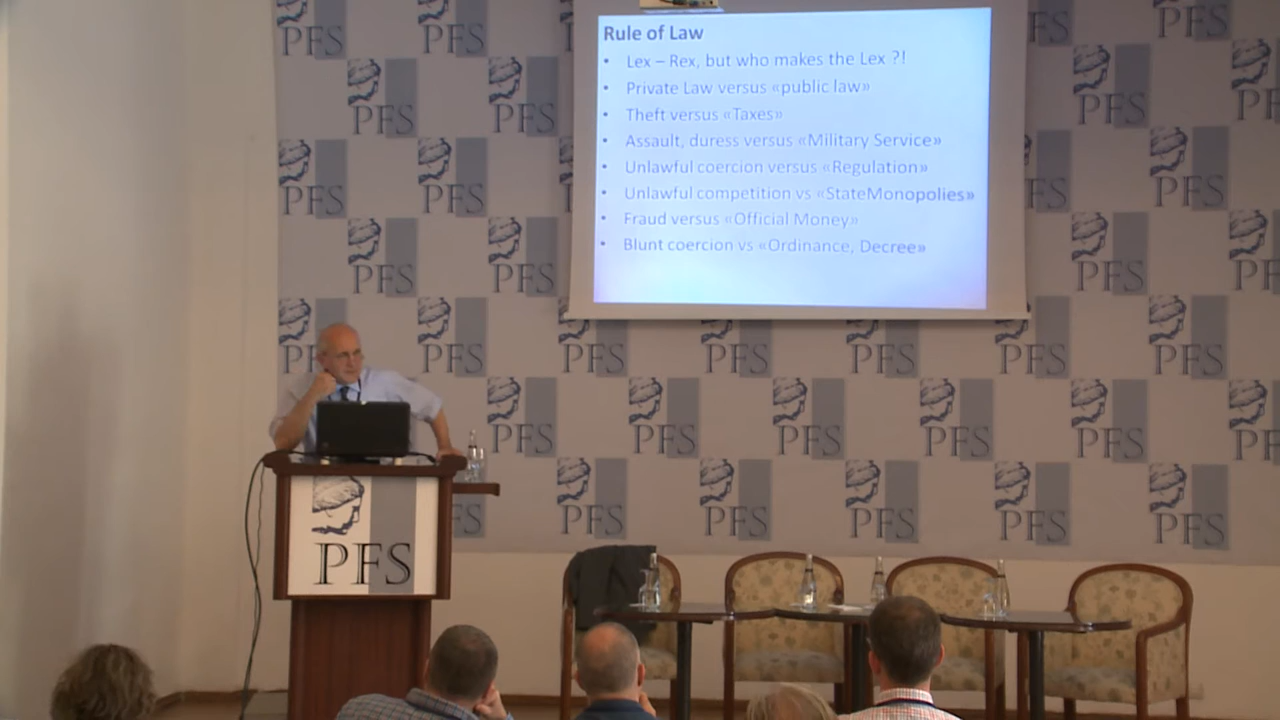 Rule of Law
• Lex – Rex, but who makes the Lex ?!
• Private Law versus «public law»
• Theft versus «Taxes»
• Assault, duress versus «Military Service»
• Unlawful coercion versus «Regulation»
• Unlawful competition vs «StateMonopolies»
• Fraud versus «Official Money»
• Blunt coercion vs «Ordinance, Decree»
PFS